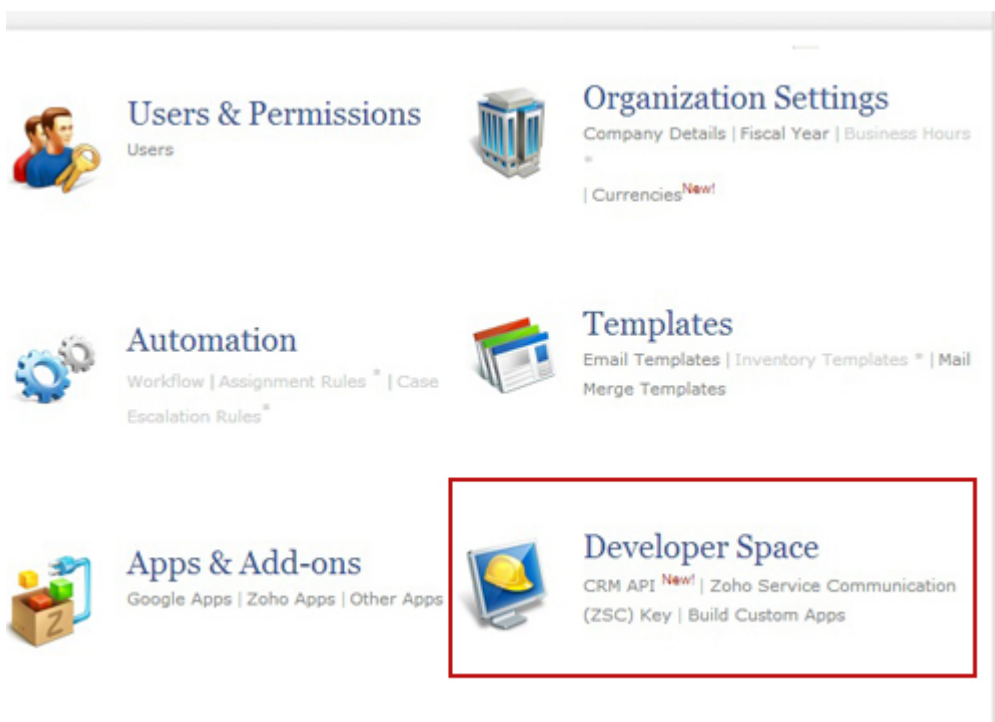 Users & Permissions
Users
Organization Settings
Company Details | Fiscal Year | Business Hours
*
| Currencies New!
Automation
Workflow | Assignment Rules * | Case
Escalation Rules *
Templates
Email Templates | Inventory Templates * | Mail
Merge Templates
Apps & Add-ons
Google Apps | Zoho Apps | Other Apps
Z
Developer Space
CRM API New! | Zoho Service Communication
(ZSC) Key | Build Custom Apps